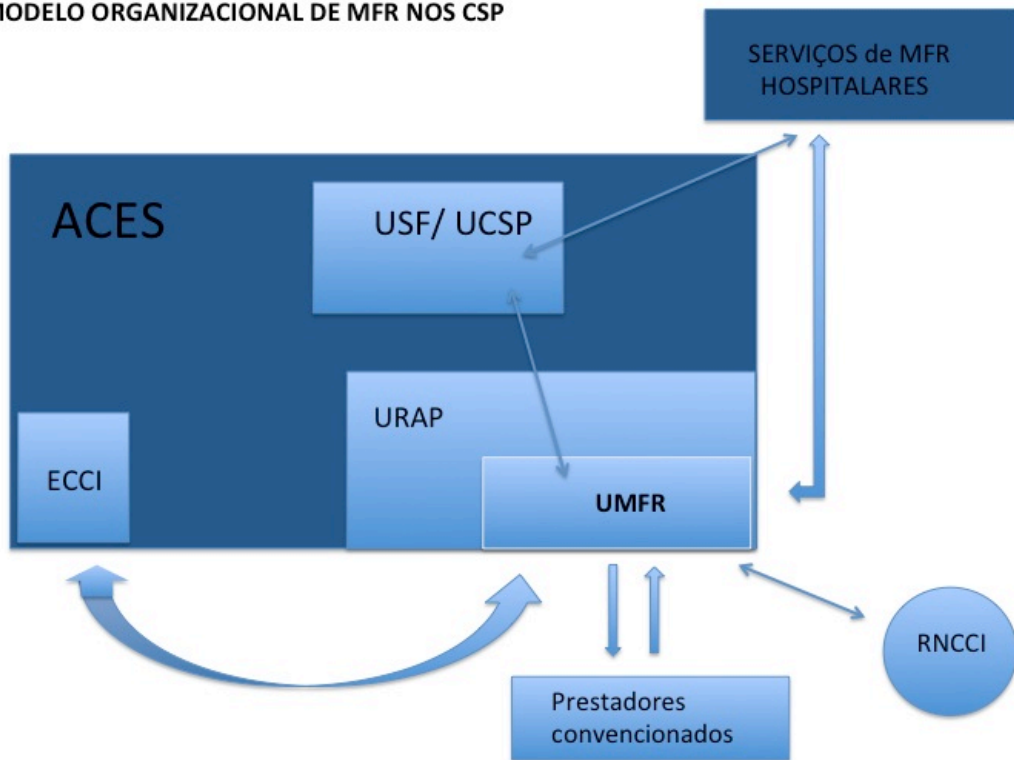 MODELO ORGANIZACIONAL DE MFR NOS CSP
SERVIÇOS de MFR
HOSPITALARES
ACES
USF/ UCSP
URAP
ECCI
UMFR
RNCCI
Prestadores
convencionados